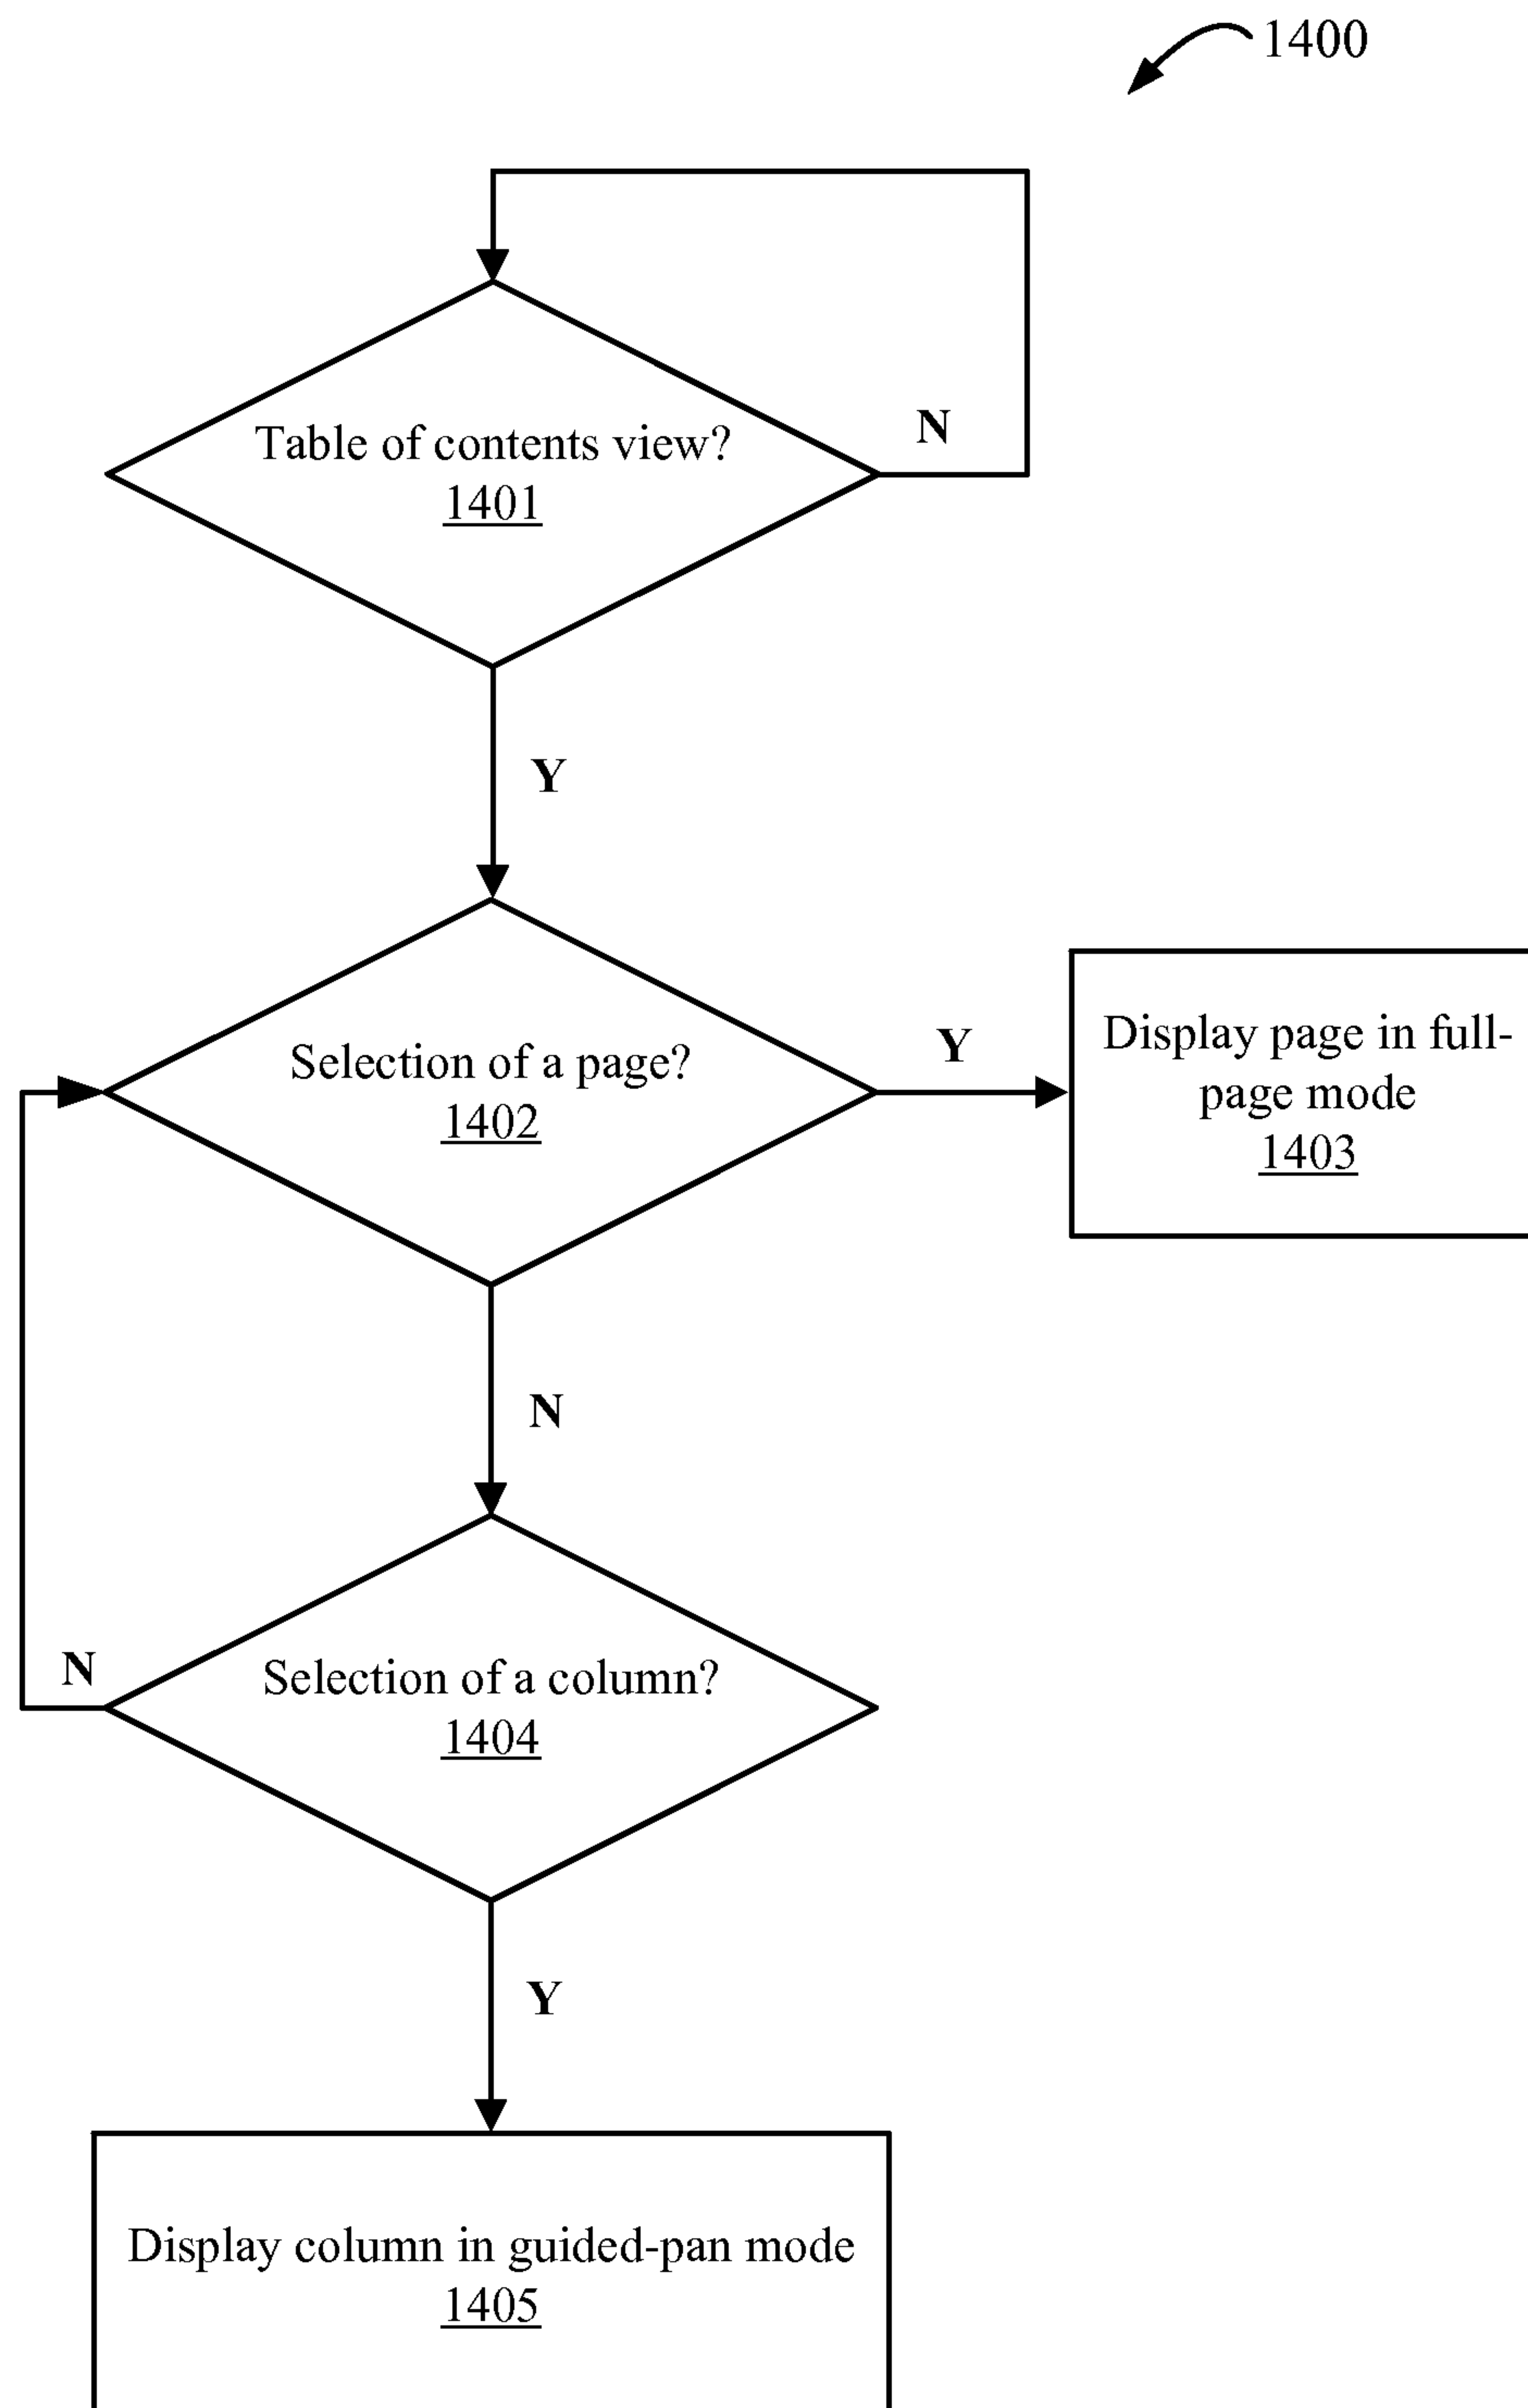 1400
N
Table of contents view?
1401
Y
Y
Display page in full-
page mode
1403
Selection of a page?
1402
N
N
Selection of a column?
1404
Y
Display column in guided-pan mode
1405